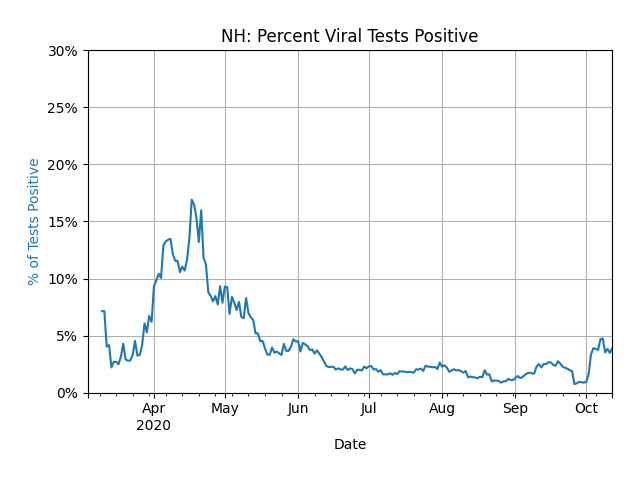 NH: Percent Viral Tests Positive
30%
25%
20%
15%
10%
5%
0%
% of Tests Positive
Apr May Jun Jul Aug Sep Oct
2020
Date